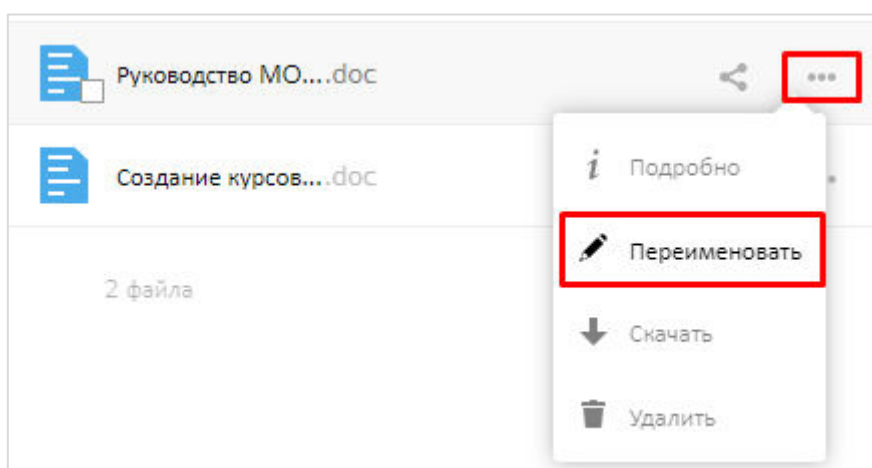 Руководство МО....doc
Подробно
Создание курсов....doc
Переименовать
2 файла
Скачать
Удалить